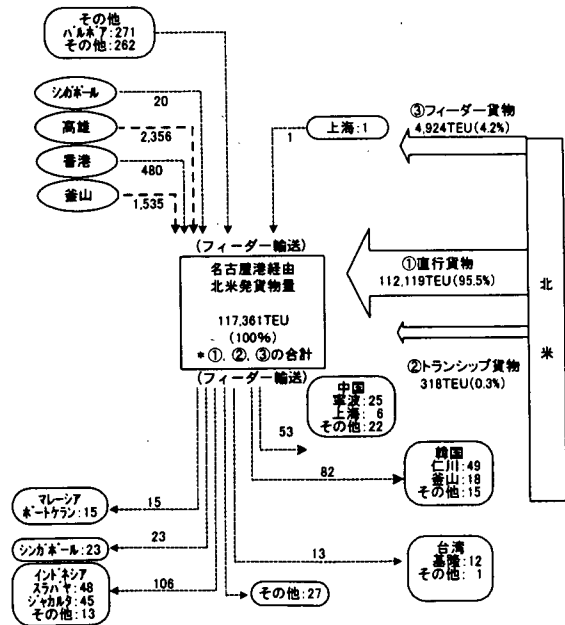 その他
バルボア:271
その他:262
シンガポール
20
高雄
2,356
香港
480
釜山
1,535
上海:1
1
③フィーダー貨物
4,924TEU(4.2%)
(フィーダー輸送)
名古屋港経由
北米発貨物量
117,361TEU
(100%)
*①、②、③の合計
(フィーダー輸送)
①直行貨物
112,119TEU(95.5%)
北
米
②トランシップ貨物
318TEU(0.3%)
中国
寧波:25
上海: 6
その他:22
53
韓国
仁川:49
釜山:18
その他:15
82
マレーシア
ポートケラン:15
15
シンガポール:23
23
インドネシア
スラバヤ:48
ジャカルタ:45
その他:13
106
その他:27
13
台湾
基隆:12
その他: 1